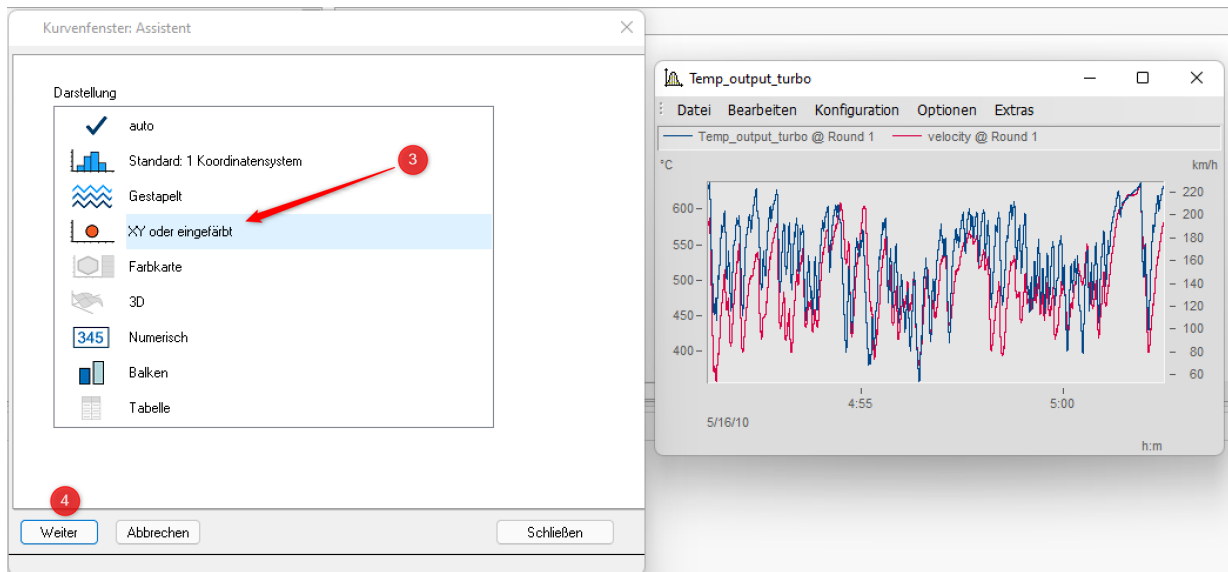 Kurvenfenster: Assistent
Darstellung
auto
Standard: 1 Koordinatensystem
3
Gestapelt
XY oder eingefärbt
Farbkarte
3D
345 Numerisch
Balken
Tabelle
4
Weiter Abbrechen Schließen
Temp_output_turbo
Datei Bearbeiten Konfiguration Optionen Extras
Temp_output_turbo @ Round 1 velocity @ Round 1
°C km/h
600
550
500
450
400
220
200
180
160
140
120
100
80
60
4:55 5:00
5/16/10
h:m